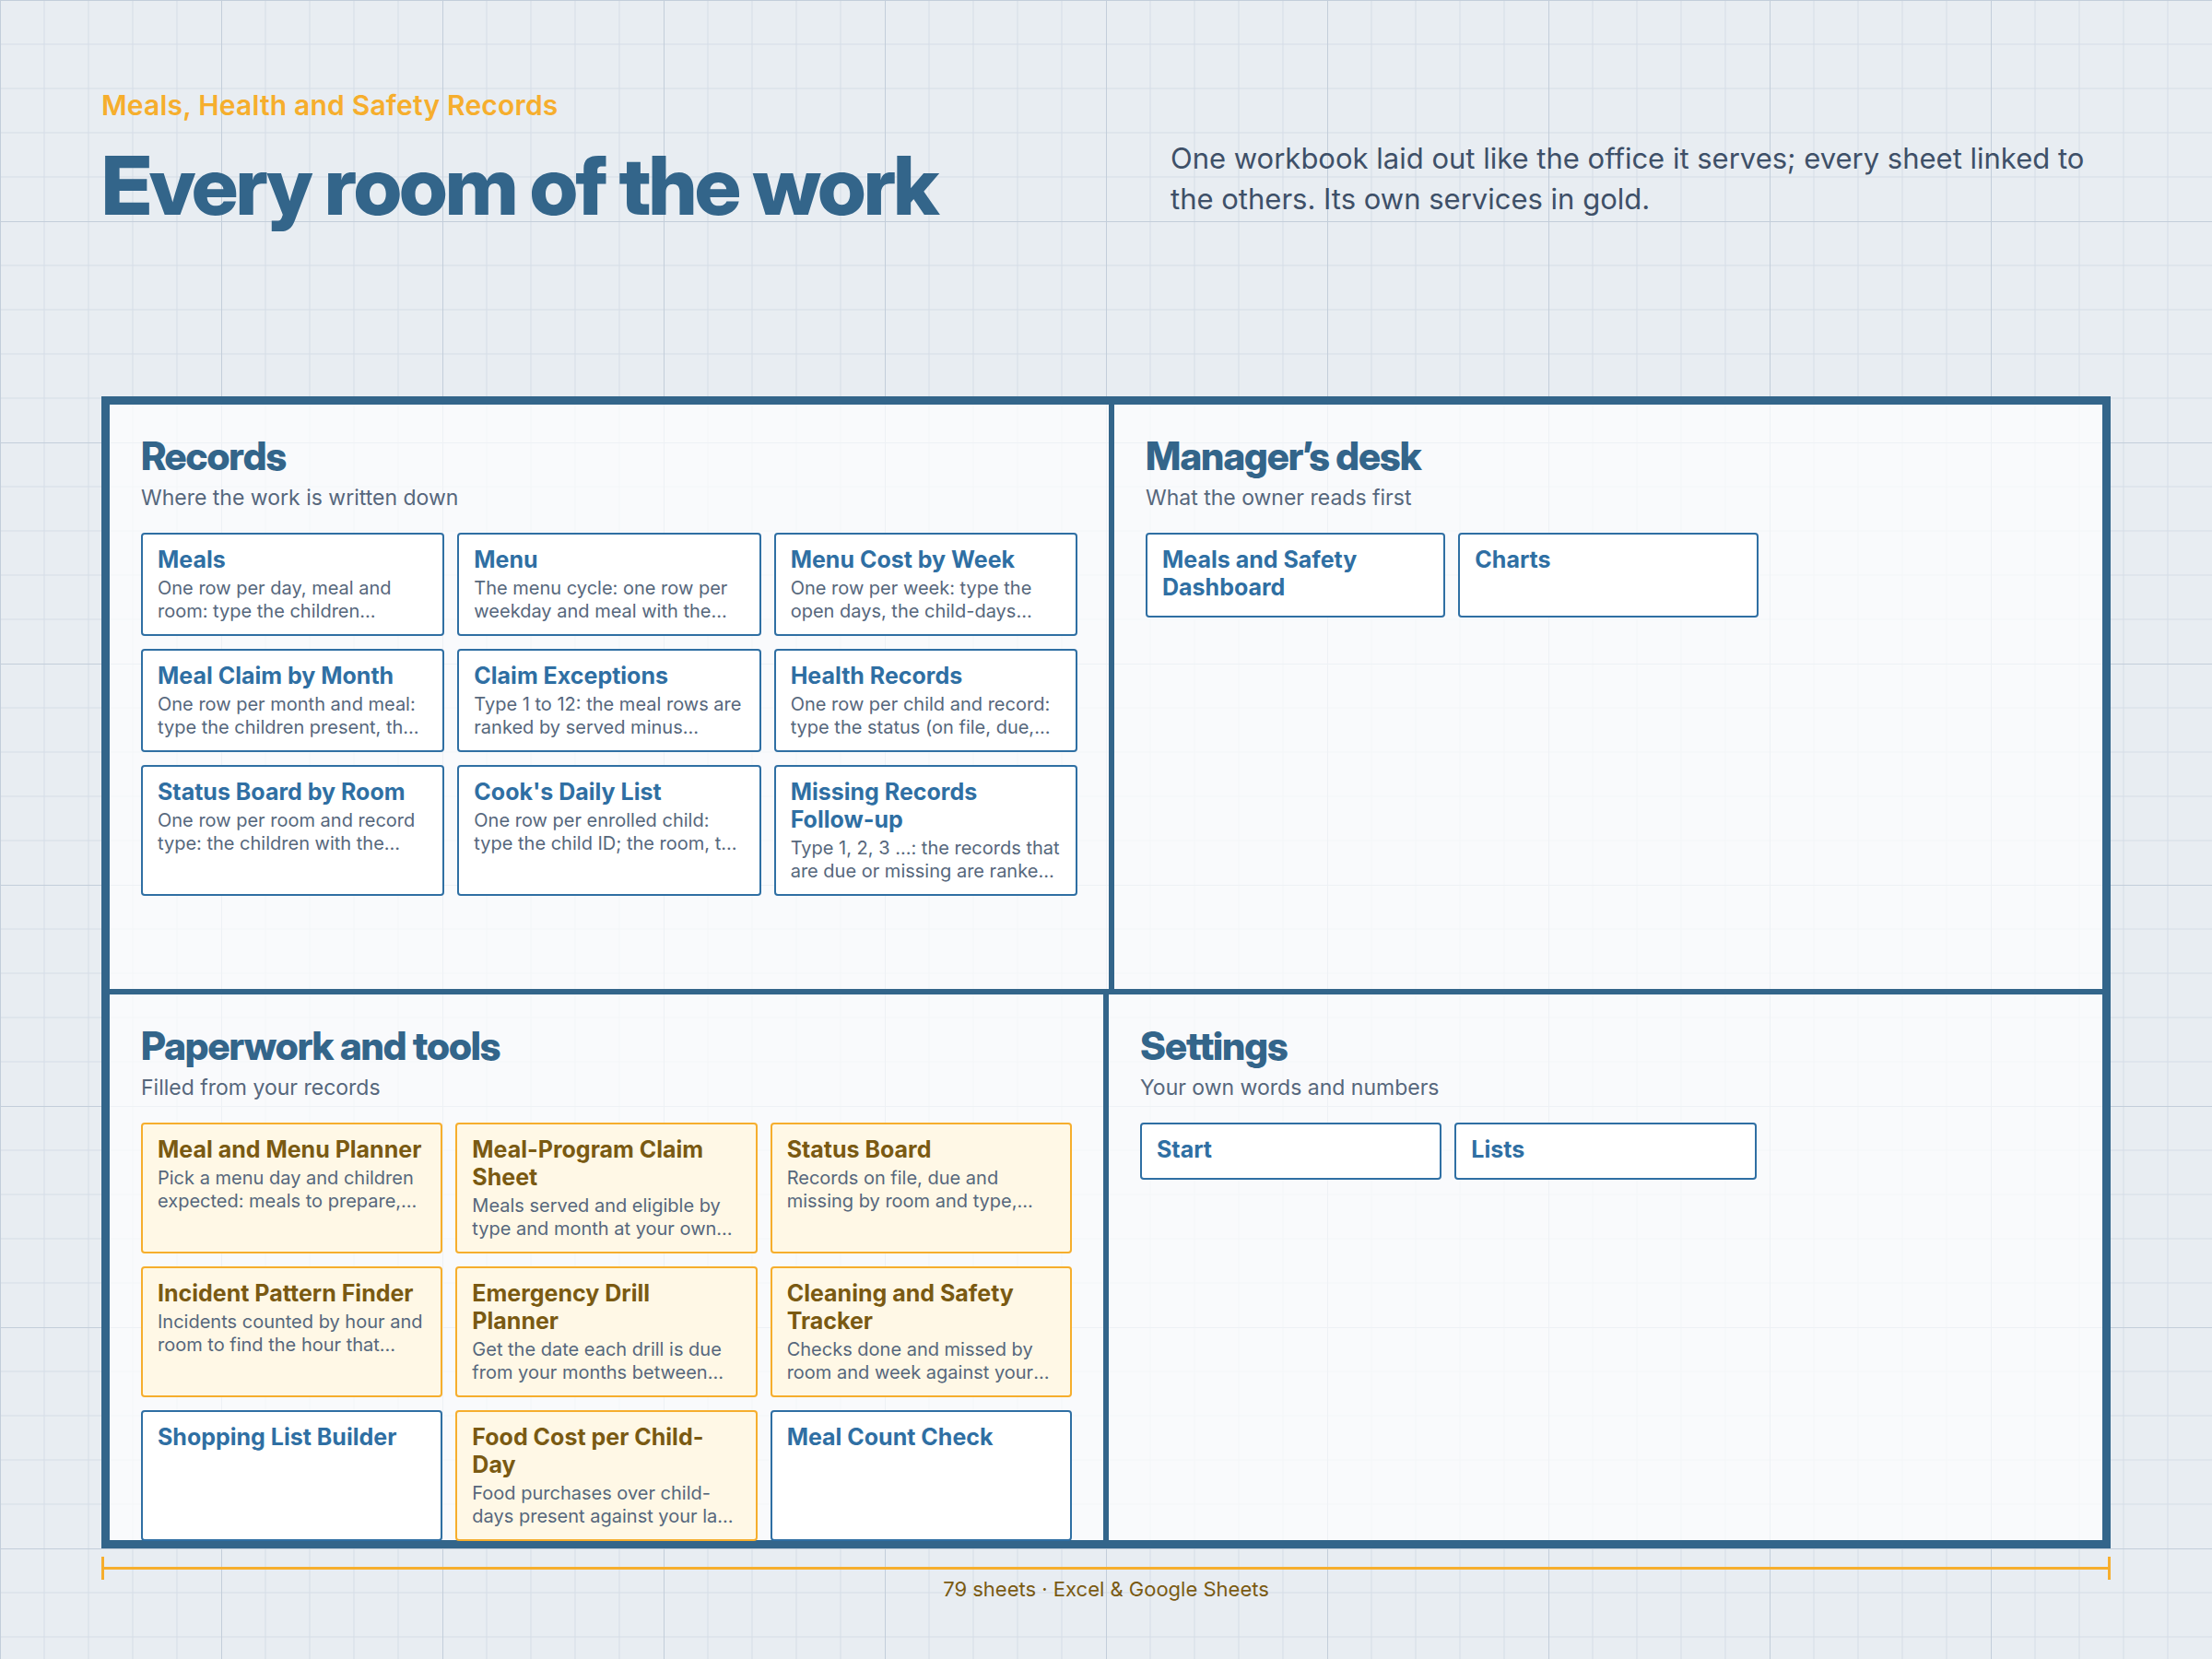 Meals, Health and Safety Records
Every room of the work
One workbook laid out like the office it serves; every sheet linked to
the others. Its own services in gold.
Records
Where the work is written down
Meals
One row per day, meal and
room: type the children...
Menu
The menu cycle: one row per
weekday and meal with the...
Menu Cost by Week
One row per week: type the
open days, the child-days...
Meal Claim by Month
One row per month and meal:
type the children present, th...
Claim Exceptions
Type 1 to 12: the meal rows are
ranked by served minus...
Health Records
One row per child and record:
type the status (on file, due,...
Status Board by Room
One row per room and record
type: the children with the...
Cook's Daily List
One row per enrolled child:
type the child ID; the room, t...
Missing Records
Follow-up
Type 1, 2, 3 ...: the records that
are due or missing are ranke...
Manager’s desk
What the owner reads first
Meals and Safety
Dashboard
Charts
Paperwork and tools
Filled from your records
Meal and Menu Planner
Pick a menu day and children
expected: meals to prepare,...
Meal-Program Claim
Sheet
Meals served and eligible by
type and month at your own...
Status Board
Records on file, due and
missing by room and type,...
Incident Pattern Finder
Incidents counted by hour and
room to find the hour that...
Emergency Drill
Planner
Get the date each drill is due
from your months between...
Cleaning and Safety
Tracker
Checks done and missed by
room and week against your...
Shopping List Builder
Food Cost per Child-
Day
Food purchases over child-
days present against your la...
Meal Count Check
Settings
Your own words and numbers
Start
Lists
79 sheets · Excel & Google Sheets